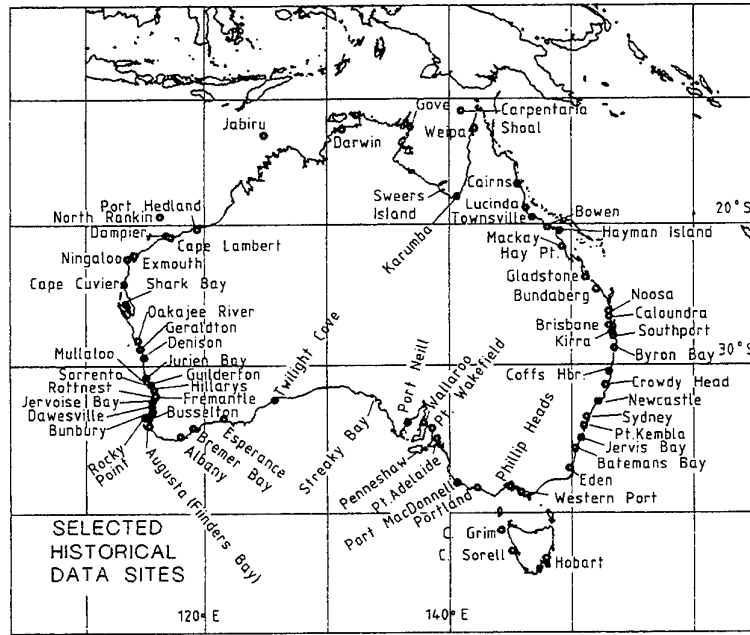 Gove
Carpentaria
Shoal
Jabiru
Darwin
Weipa
Port Hedland
North Rankin
Dampier
Cape Lambert
Sweers
Island
Karumba
Cairns
Lucinda
Townsville
Bowen
20° S
Hayman Island
Mackay
Hay Pt.
Ningaloo
Exmouth
Cape Cuvier
Shark Bay
Gladstone
Bundaberg
Noosa
Caloundra
Brisbane
Southport
Kirra
Byron Bay
30° S
Oakajee River
Geraldton
Denison
Mullaloo
Jurien Bay
Sorrento
Guilderton
Rottnest
Hillarys
Jervoisel Bay
Fremantle
Dawesville
Busselton
Bunbury
Rocky
Point
Augusta (Flinders Bay)
Albany
Bremer Bay
Esperance
Twilight Cove
Streaky Bay
Port Neill
Wallaroo
Pt. Wakefield
Penneshaw
Pt. Adelaide
Port MacDonnell
Portland
Phillip Heads
Coffs Hbr.
Crowdy Head
Newcastle
Sydney
Pt. Kembla
Jervis Bay
Batemans Bay
Eden
Western Port
C. Grim
C. Sorell
Hobart
SELECTED
HISTORICAL
DATA SITES
120° E
140° E